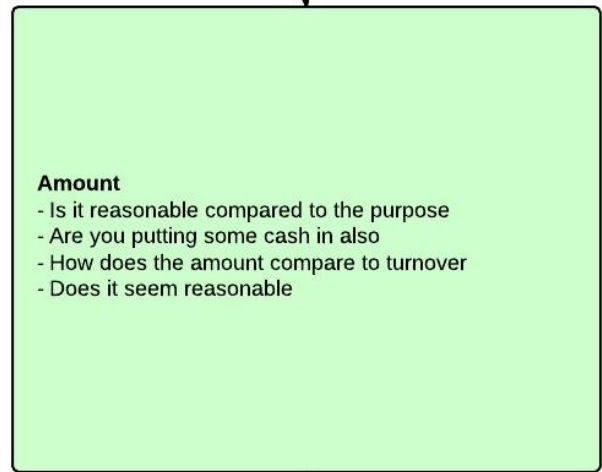 Amount
- Is it reasonable compared to the purpose
- Are you putting some cash in also
- How does the amount compare to turnover
- Does it seem reasonable